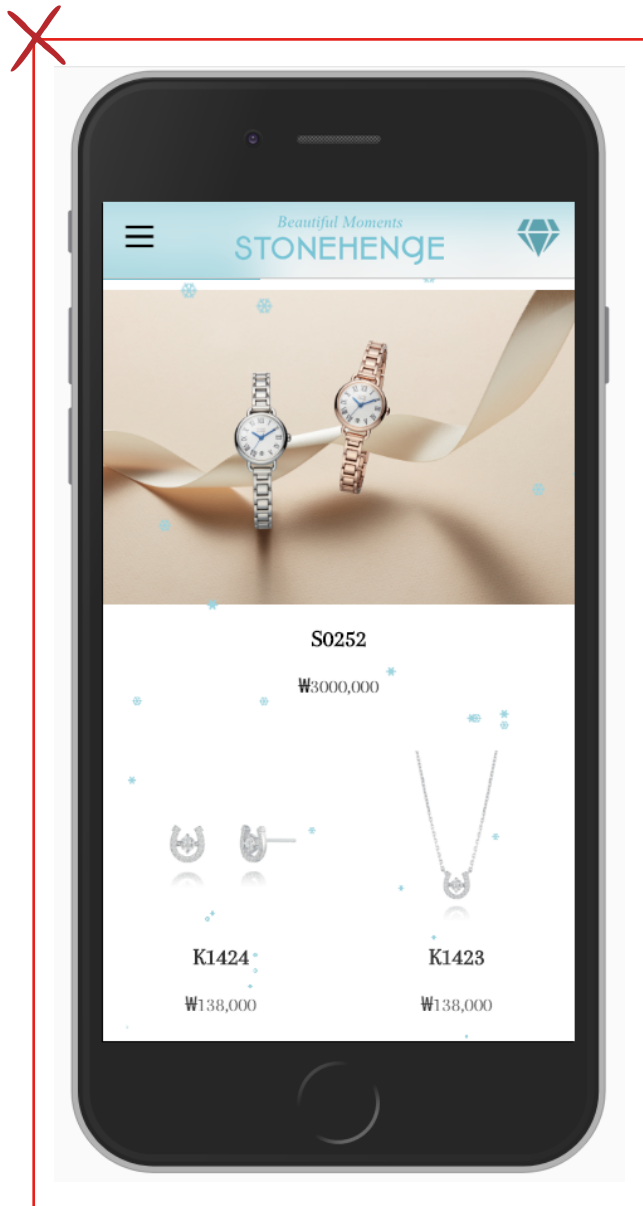 Beautiful Moments
STONEHENGE
S0252
₩3000,000
K1424
K1423
₩138,000
₩138,000